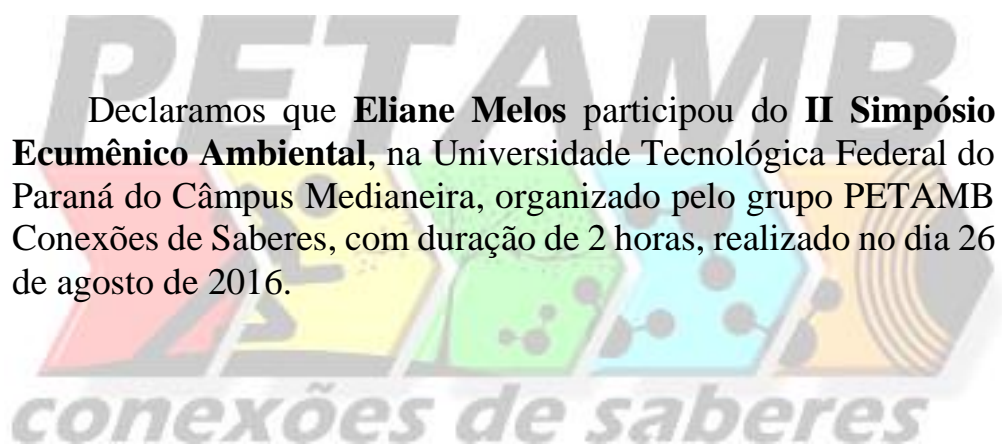 PETAMB
Declaramos que Eliane Melos participou do II Simpósio
Ecumênico Ambiental, na Universidade Tecnológica Federal do
Paraná do Câmpus Medianeira, organizado pelo grupo PETAMB
Conexões de Saberes, com duração de 2 horas, realizado no dia 26
de agosto de 2016.
conexões de saberes